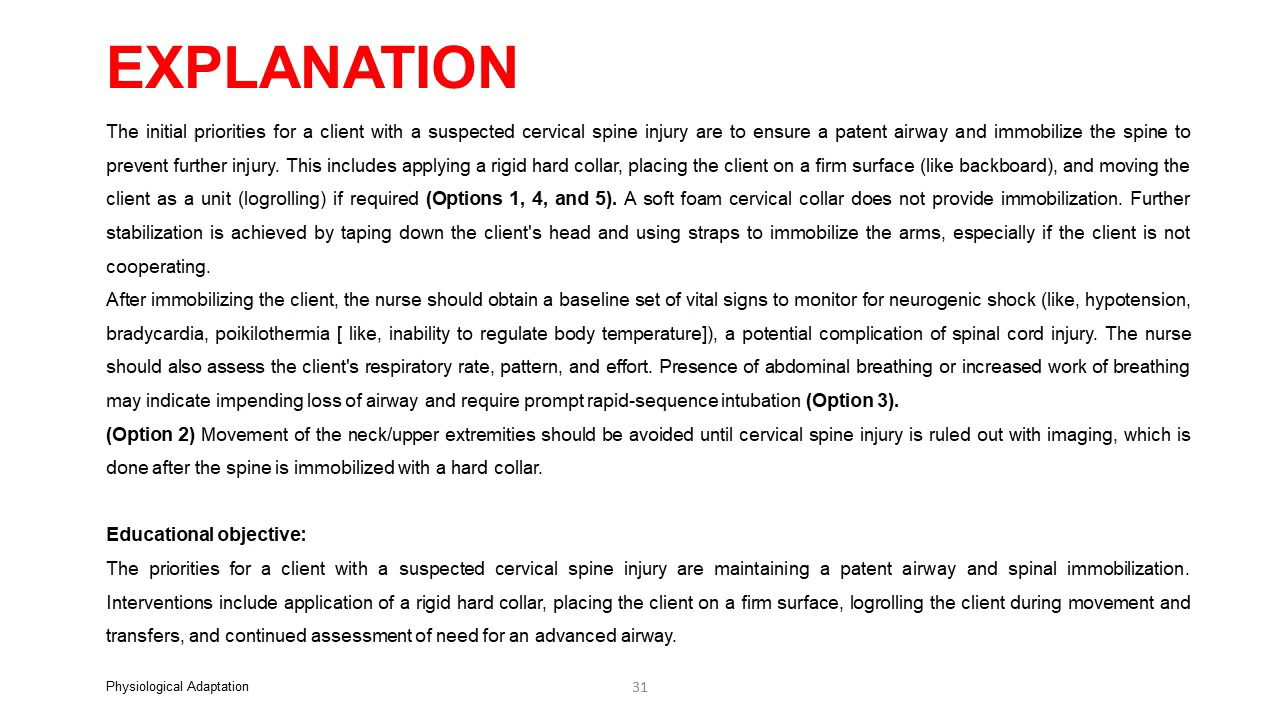 EXPLANATION
The initial priorities for a client with a suspected cervical spine injury are to ensure a patent airway and immobilize the spine to
prevent further injury. This includes applying a rigid hard collar, placing the client on a firm surface (like backboard), and moving the
client as a unit (logrolling) if required (Options 1, 4, and 5). A soft foam cervical collar does not provide immobilization. Further
stabilization is achieved by taping down the client's head and using straps to immobilize the arms, especially if the client is not
cooperating.
After immobilizing the client, the nurse should obtain a baseline set of vital signs to monitor for neurogenic shock (like, hypotension,
bradycardia, poikilothermia [ like, inability to regulate body temperature]), a potential complication of spinal cord injury. The nurse
should also assess the client's respiratory rate, pattern, and effort. Presence of abdominal breathing or increased work of breathing
may indicate impending loss of airway and require prompt rapid-sequence intubation (Option 3).
(Option 2) Movement of the neck/upper extremities should be avoided until cervical spine injury is ruled out with imaging, which is
done after the spine is immobilized with a hard collar.
Educational objective:
The priorities for a client with a suspected cervical spine injury are maintaining a patent airway and spinal immobilization.
Interventions include application of a rigid hard collar, placing the client on a firm surface, logrolling the client during movement and
transfers, and continued assessment of need for an advanced airway.
Physiological Adaptation
31